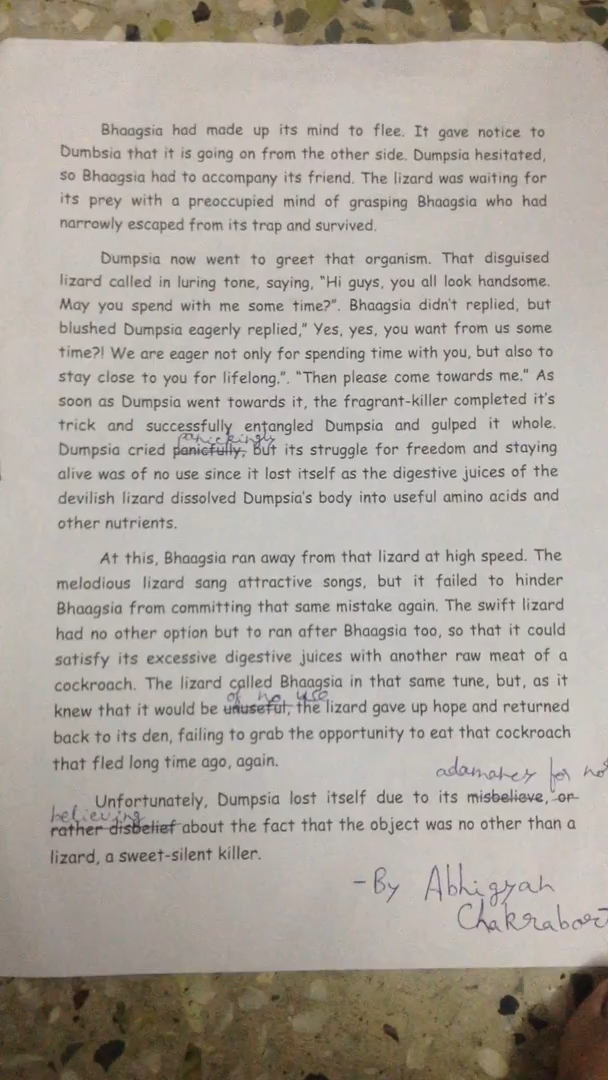 Bhaagsia had made up its mind to flee. It gave notice to
Dumbsia that it is going on from the other side. Dumpsia hesitated,
so Bhaagsia had to accompany its friend. The lizard was waiting for
its prey with a preoccupied mind of grasping Bhaagsia who had
narrowly escaped from its trap and survived.
Dumpsia now went to greet that organism. That disguised
lizard called in luring tone, saying, "Hi guys, you all look handsome.
May you spend with me some time?". Bhaagsia didn't replied, but
blushed Dumpsia eagerly replied," Yes, yes, you want from us some
time?! We are eager not only for spending time with you, but also to
stay close to you for lifelong.". "Then please come towards me." As
soon as Dumpsia went towards it, the fragrant-killer completed it's
trick and successfully entangled Dumpsia and gulped it whole.
panickingly
Dumpsia cried panicfully, But its struggle for freedom and staying
alive was of no use since it lost itself as the digestive juices of the
devilish lizard dissolved Dumpsia's body into useful amino acids and
other nutrients.
At this, Bhaagsia ran away from that lizard at high speed. The
melodious lizard sang attractive songs, but it failed to hinder
Bhaagsia from committing that same mistake again. The swift lizard
had no other option but to ran after Bhaagsia too, so that it could
satisfy its excessive digestive juices with another raw meat of a
cockroach. The lizard called Bhaagsia in that same tune, but, as it
of no use
knew that it would be unuseful, the lizard gave up hope and returned
back to its den, failing to grab the opportunity to eat that cockroach
that fled long time ago, again.
for not
Unfortunately, Dumpsia lost itself due to its misbelieve, or
believing
rather disbelief about the fact that the object was no other than a
lizard, a sweet-silent killer.
-By Abhigyan
Chakrabort